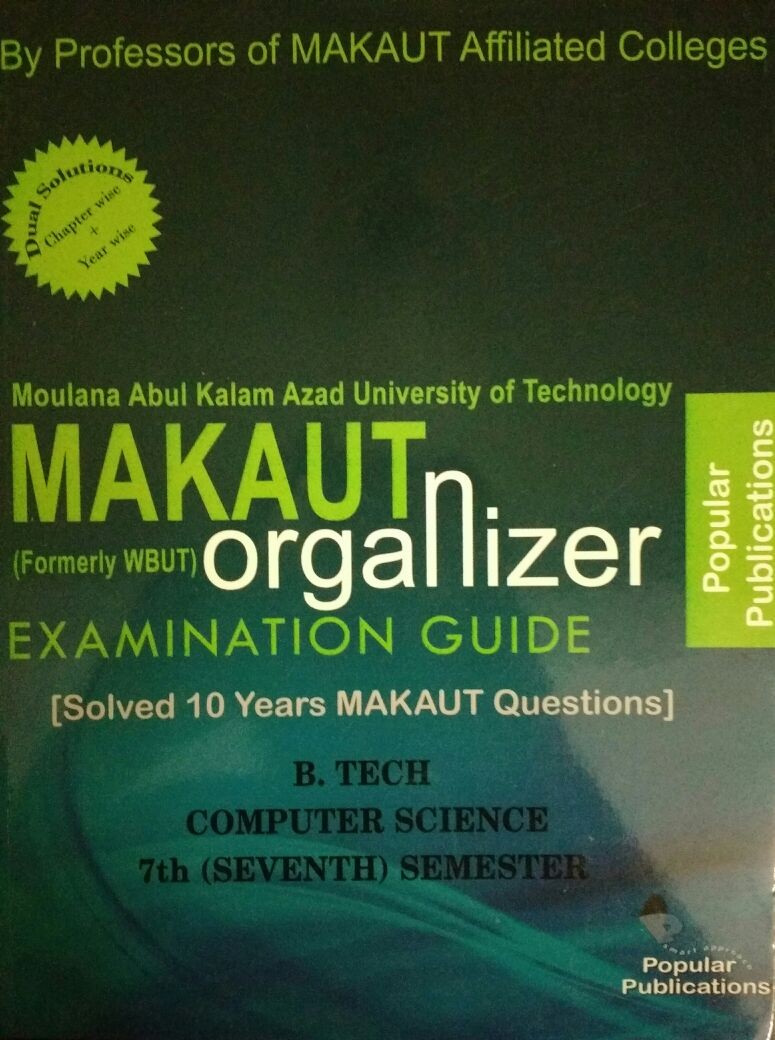 By Professors of MAKAUT Affiliated Colleges
Dual Solutions
Chapter wise
+
Year wise
Moulana Abul Kalam Azad University of Technology
MAKAUT
(Formerly WBUT) organizer
EXAMINATION GUIDE
[Solved 10 Years MAKAUT Questions]
B. TECH
COMPUTER SCIENCE
7th (SEVENTH) SEMESTER
Popular
Publications
smart approach
Popular
Publications